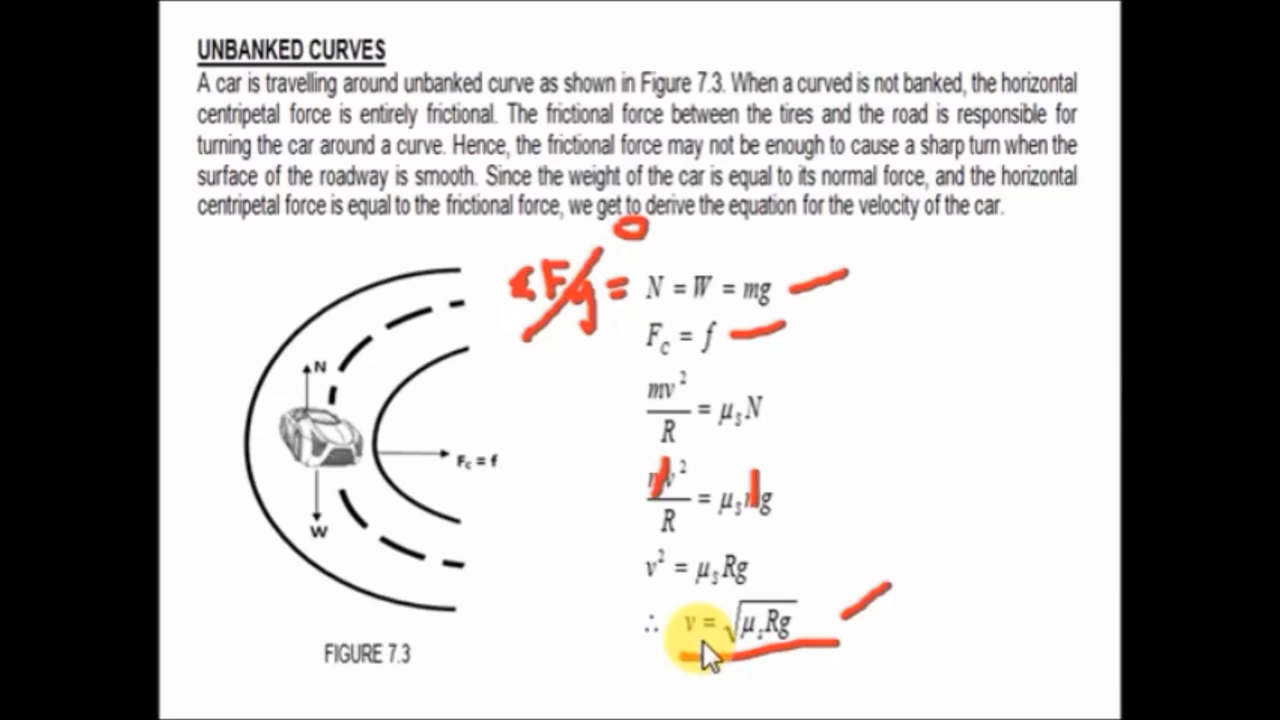 UNBANKED CURVES
A car is travelling around unbanked curve as shown in Figure 7.3. When a curved is not banked, the horizontal
centripetal force is entirely frictional. The frictional force between the tires and the road is responsible for
turning the car around a curve. Hence, the frictional force may not be enough to cause a sharp turn when the
surface of the roadway is smooth. Since the weight of the car is equal to its normal force, and the horizontal
centripetal force is equal to the frictional force, we get to derive the equation for the velocity of the car.
ΣFy = 0
N = W = mg
F_c = f
mv²/R = μ_s N
mv²/R = μ_s mg
v² = μ_s Rg
∴ v = √(μ_s Rg)
N
F_c = f
W
FIGURE 7.3